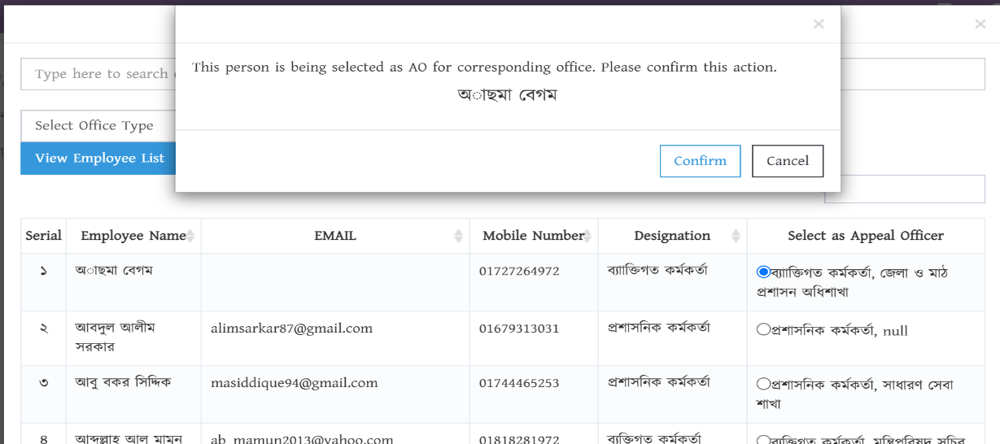 ×
×
This person is being selected as AO for corresponding office. Please confirm this action.
অাছমা বেগম
Confirm
Cancel
Type here to search
Select Office Type
View Employee List
Serial Employee Name EMAIL Mobile Number Designation Select as Appeal Officer
১ অাছমা বেগম 01727264972 ব্যাক্তিগত কর্মকর্তা ব্যাক্তিগত কর্মকর্তা, জেলা ও মাঠ
প্রশাসন অধিশাখা
২ আবদুল আলীম alimsarkar87@gmail.com 01679313031 প্রশাসনিক কর্মকর্তা প্রশাসনিক কর্মকর্তা, null
সরকার
৩ আবু বকর সিদ্দিক masiddique94@gmail.com 01744465253 প্রশাসনিক কর্মকর্তা প্রশাসনিক কর্মকর্তা, সাধারণ সেবা
শাখা
৪ আব্দুল্লাহ আল মামুন ab_mamun2013@yahoo.com 01818281972 ব্যক্তিগত কর্মকর্তা ব্যক্তিগত কর্মকর্তা, মন্ত্রিপরিষদ সচিব